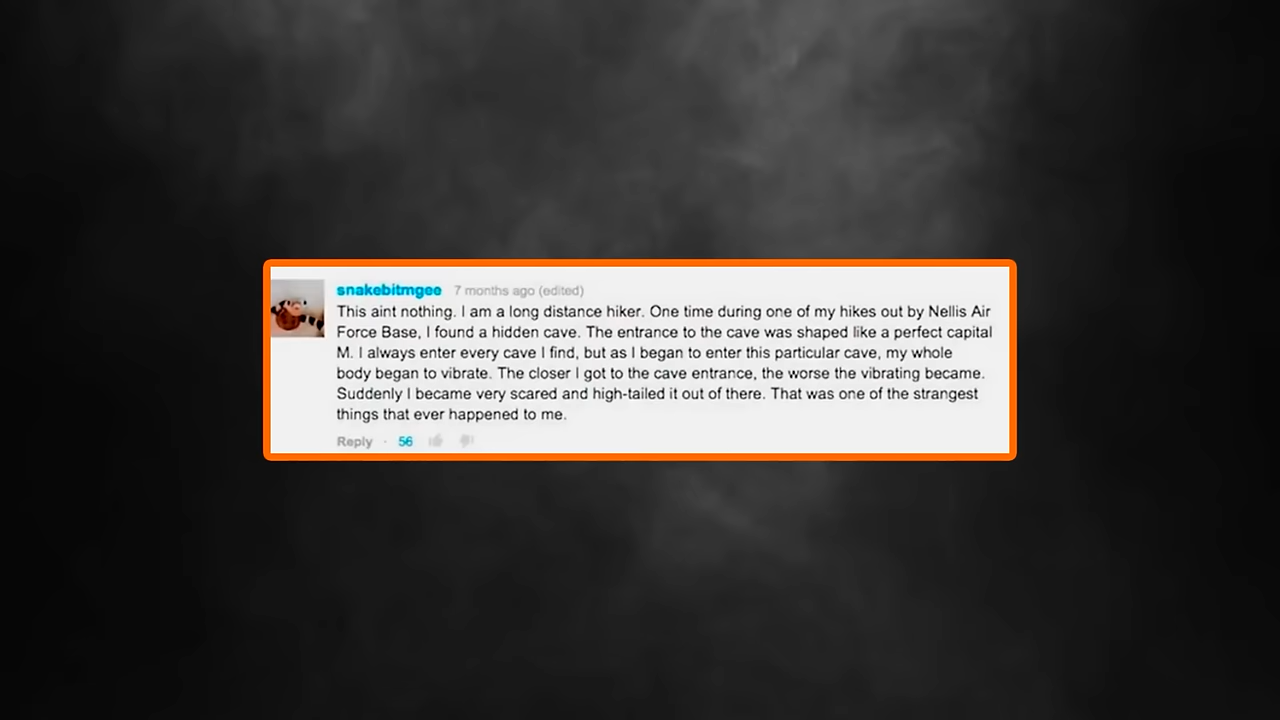 snakebitmgee 7 months ago (edited)
This aint nothing. I am a long distance hiker. One time during one of my hikes out by Nellis Air
Force Base, I found a hidden cave. The entrance to the cave was shaped like a perfect capital
M. I always enter every cave I find, but as I began to enter this particular cave, my whole
body began to vibrate. The closer I got to the cave entrance, the worse the vibrating became.
Suddenly I became very scared and high-tailed it out of there. That was one of the strangest
things that ever happened to me.
Reply · 56